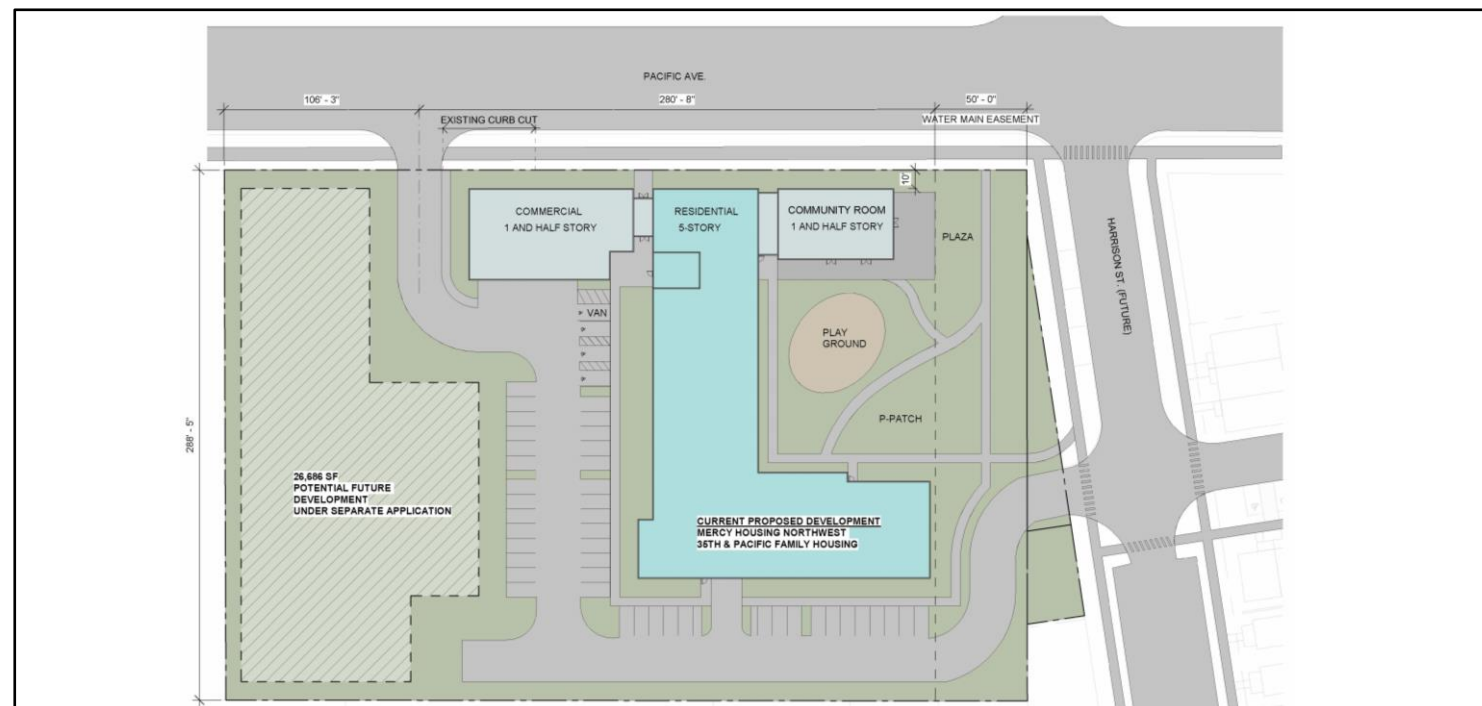 PACIFIC AVE.
106' - 3"
280' - 8"
50' - 0"
EXISTING CURB CUT
WATER MAIN EASEMENT
10'
COMMERCIAL
1 AND HALF STORY
RESIDENTIAL
5-STORY
COMMUNITY ROOM
1 AND HALF STORY
PLAZA
HARRISON ST. (FUTURE)
VAN
PLAY
GROUND
P-PATCH
288' - 5"
26,686 SF
POTENTIAL FUTURE
DEVELOPMENT
UNDER SEPARATE APPLICATION
CURRENT PROPOSED DEVELOPMENT
MERCY HOUSING NORTHWEST
35TH & PACIFIC FAMILY HOUSING